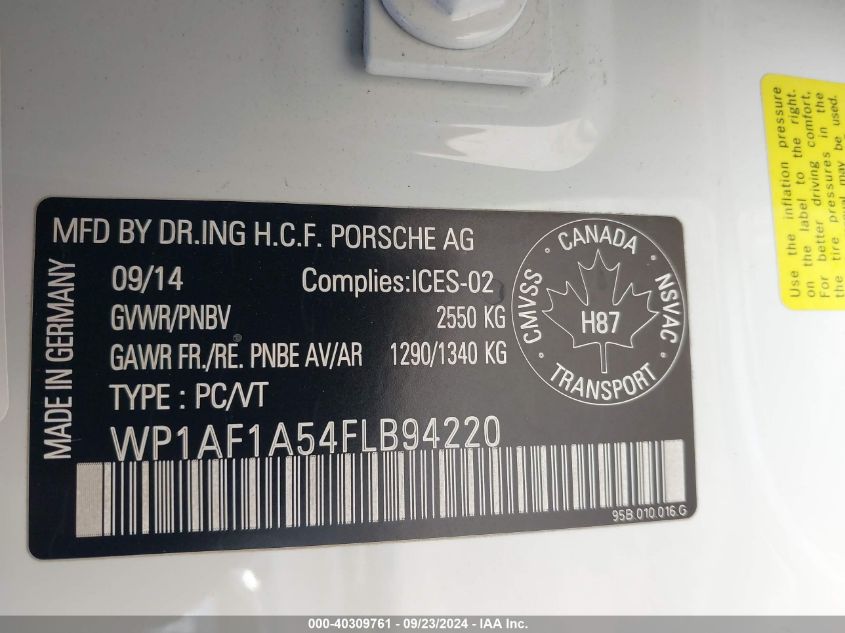 MFD BY DR.ING H.C.F. PORSCHE AG
09/14 Complies:ICES-02
GVWR/PNBV 2550 KG
GAWR FR./RE. PNBE AV/AR 1290/1340 KG
TYPE : PC/VT
WP1AF1A54FLB94220
95B 010 016 G
MADE IN GERMANY
CANADA
CMVSS
NSVAC
H87
TRANSPORT
Use the inflation pressure
on the label to the right.
For better driving comfort,
the tire pressures in the
may be used.
000-40309761 - 09/23/2024 - IAA Inc.